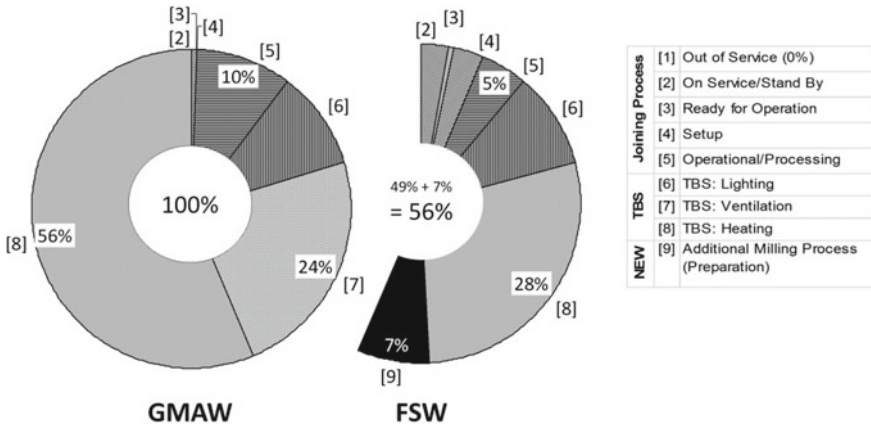 [3]
[4]
[2]
[5]
10%
[6]
100%
[8]
56%
24%
[7]
GMAW
[3]
[2]
[4]
[5]
5%
[6]
49% + 7%
= 56%
28%
[8]
7%
[9]
FSW
Joining Process
[1] Out of Service (0%)
[2] On Service/Stand By
[3] Ready for Operation
[4] Setup
[5] Operational/Processing
TBS
[6] TBS: Lighting
[7] TBS: Ventilation
[8] TBS: Heating
NEW
[9] Additional Milling Process
(Preparation)